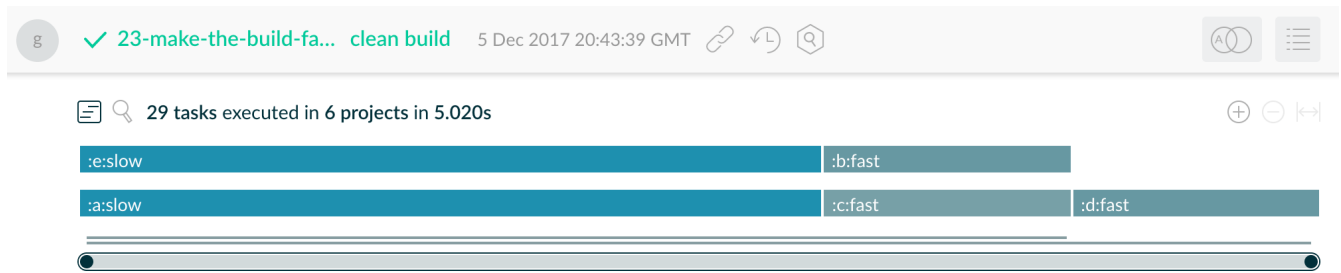 g 23-make-the-build-fa... clean build 5 Dec 2017 20:43:39 GMT A
29 tasks executed in 6 projects in 5.020s
:e:slow :b:fast
:a:slow :c:fast :d:fast